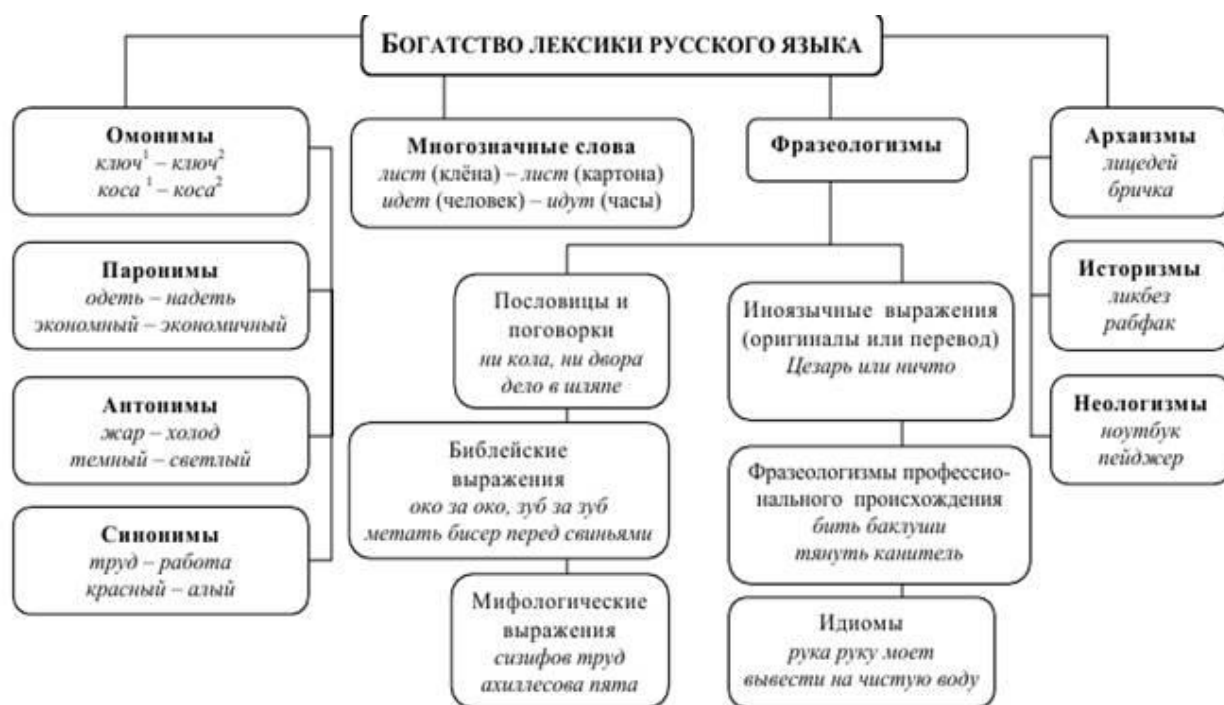 БОГАТСТВО ЛЕКСИКИ РУССКОГО ЯЗЫКА
Омонимы
ключ¹ – ключ²
коса ¹ – коса²
Паронимы
одеть – надеть
экономный – экономичный
Антонимы
жар – холод
темный – светлый
Синонимы
труд – работа
красный – алый
Многозначные слова
лист (клёна) – лист (картона)
идет (человек) – идут (часы)
Фразеологизмы
Пословицы и
поговорки
ни кола, ни двора
дело в шляпе
Библейские
выражения
око за око, зуб за зуб
метать бисер перед свиньями
Мифологические
выражения
сизифов труд
ахиллесова пята
Иноязычные выражения
(оригиналы или перевод)
Цезарь или ничто
Фразеологизмы профессио-
нального происхождения
бить баклуши
тянуть канитель
Идиомы
рука руку моет
вывести на чистую воду
Архаизмы
лицедей
бричка
Историзмы
ликбез
рабфак
Неологизмы
ноутбук
пейджер